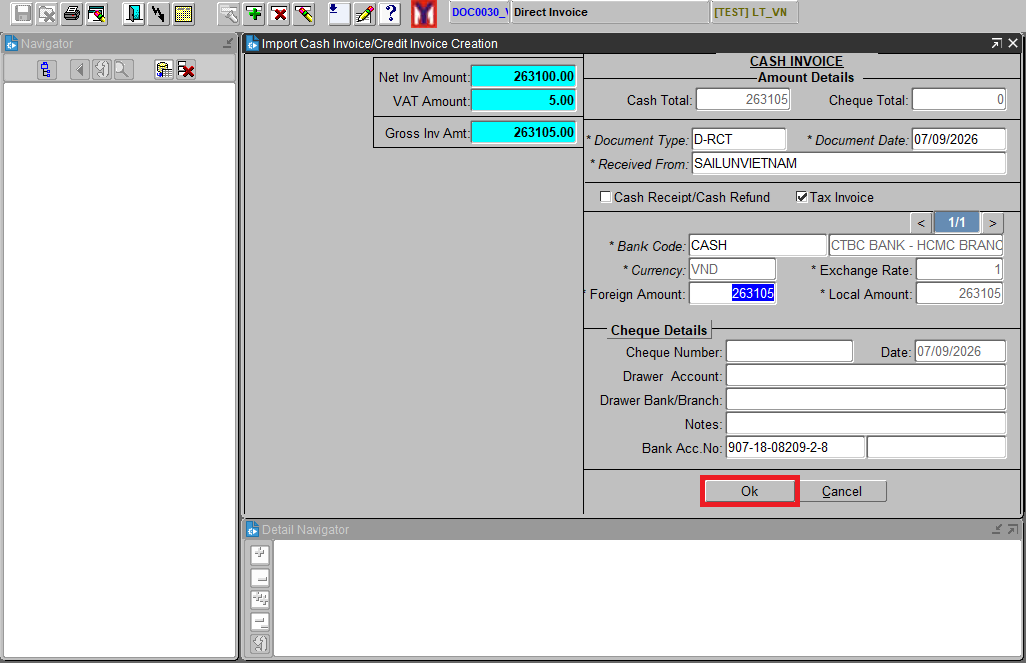 DOC0030_V Direct Invoice [TEST] LT_VN
Navigator
Import Cash Invoice/Credit Invoice Creation
Net Inv Amount: 263100.00
VAT Amount: 5.00
Gross Inv Amt: 263105.00
CASH INVOICE
Amount Details
Cash Total: 263105 Cheque Total: 0
* Document Type: D-RCT * Document Date: 07/09/2026
* Received From: SAILUNVIETNAM
Cash Receipt/Cash Refund Tax Invoice
< 1/1 >
* Bank Code: CASH CTBC BANK - HCMC BRANC
* Currency: VND * Exchange Rate: 1
* Foreign Amount: 263105 * Local Amount: 263105
Cheque Details
Cheque Number: Date: 07/09/2026
Drawer Account:
Drawer Bank/Branch:
Notes:
Bank Acc.No: 907-18-08209-2-8
Ok Cancel
Detail Navigator